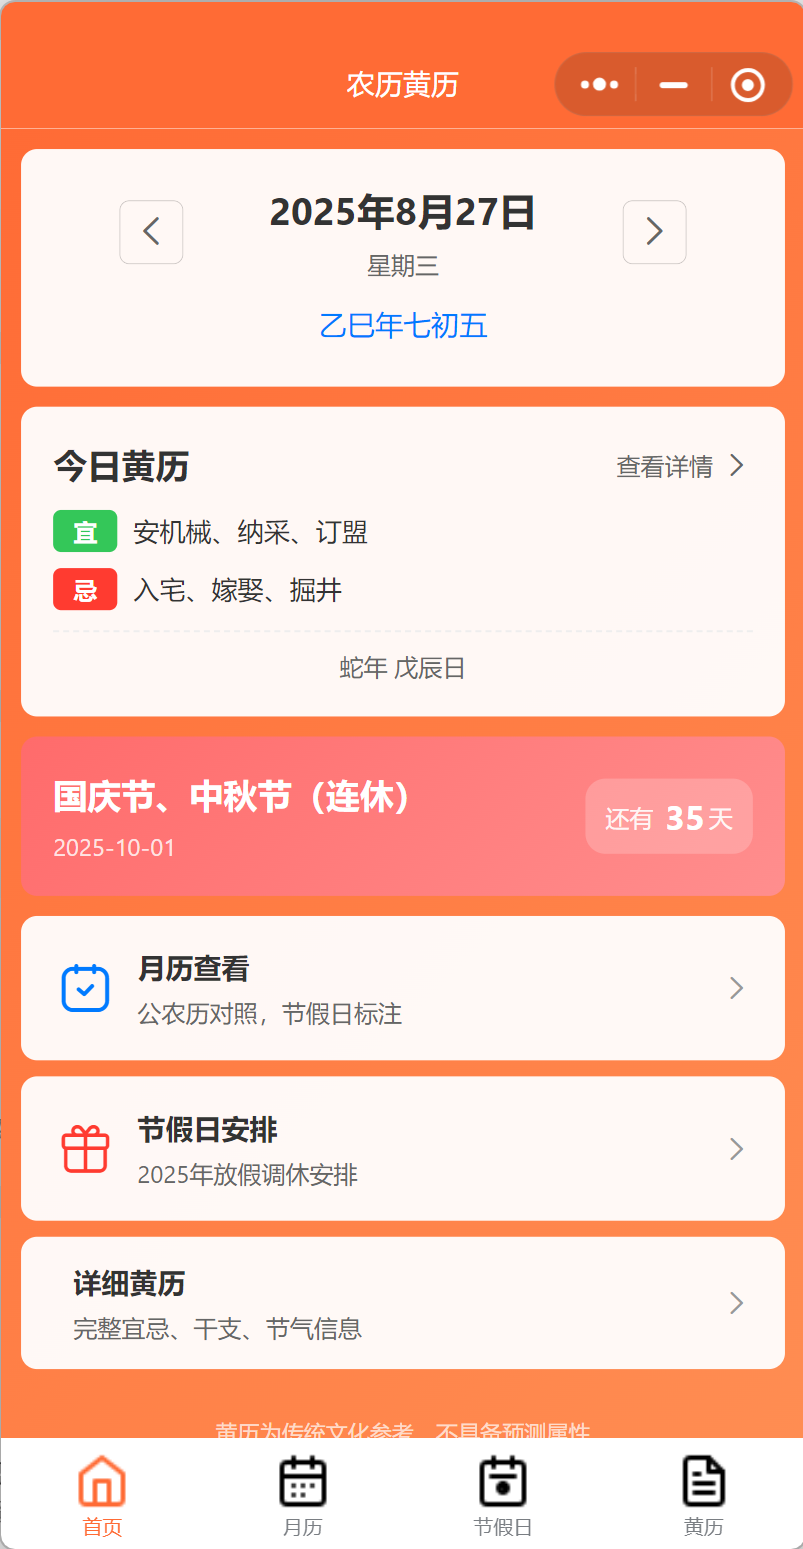 农历黄历
2025年8月27日
星期三
乙巳年七初五
今日黄历
查看详情
宜 安机械、纳采、订盟
忌 入宅、嫁娶、掘井
蛇年 戊辰日
国庆节、中秋节（连休）
2025-10-01
还有 35 天
月历查看
公农历对照，节假日标注
节假日安排
2025年放假调休安排
详细黄历
完整宜忌、干支、节气信息
黄历为传统文化参考，不具备预测属性
首页
月历
节假日
黄历